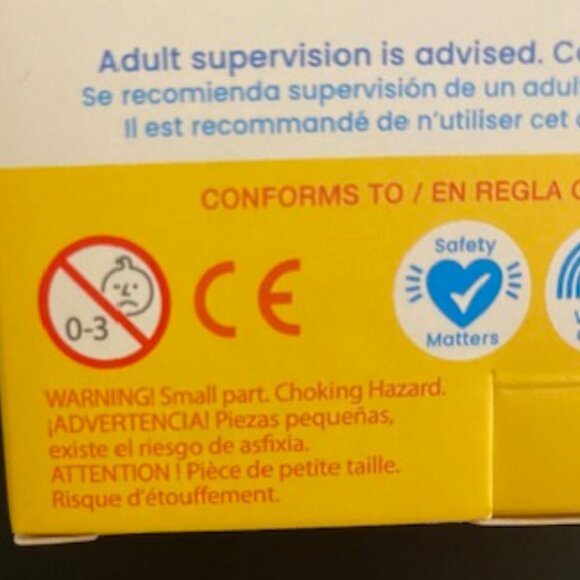 Adult supervision is advised.
Se recomienda supervisión de un
Il est recommandé de n'utiliser cet
CONFORMS TO / EN REGLA
0-3
CE
Safety
Matters
WARNING! Small part. Choking Hazard.
¡ADVERTENCIA! Piezas pequeñas,
existe el riesgo de asfixia.
ATTENTION ! Pièce de petite taille.
Risque d'étouffement.